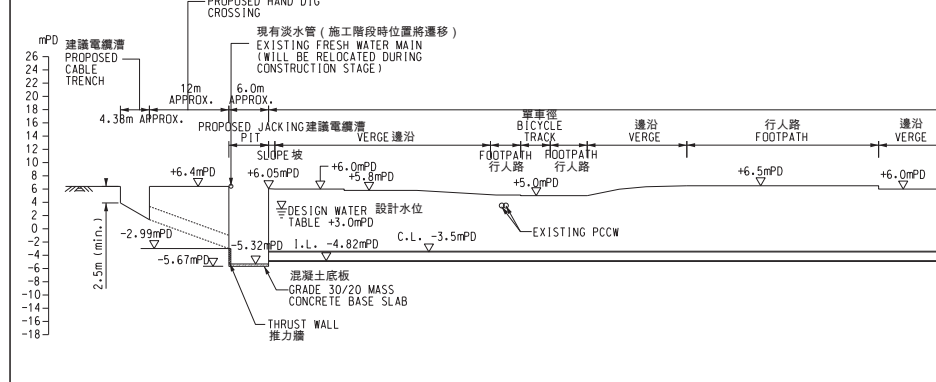 PROPOSED HAND DIG
CROSSING
現有淡水管(施工階段時位置將遷移)
EXISTING FRESH WATER MAIN
(WILL BE RELOCATED DURING
CONSTRUCTION STAGE)
mPD
建議電纜漕
PROPOSED
CABLE
TRENCH
26
24
22
20
18
16
14
12
10
8
6
4
2
0
-2
-4
-6
-8
-10
-12
-14
-16
-18
12m
APPROX.
6.0m
APPROX.
4.38m APPROX.
PROPOSED JACKING
PIT
建議電纜漕
VERGE 邊沿
單車徑
BICYCLE
TRACK
邊沿
VERGE
行人路
FOOTPATH
邊沿
VERGE
SLOPE 坡
FOOTPATH
行人路
FOOTPATH
行人路
+6.4mPD
+6.05mPD
+6.0mPD
+5.8mPD
+5.0mPD
+6.5mPD
+6.0mPD
DESIGN WATER 設計水位
TABLE +3.0mPD
EXISTING PCCW
2.5m (min.)
-2.99mPD
-5.67mPD
-5.32mPD
I.L. -4.82mPD
C.L. -3.5mPD
混凝土底板
GRADE 30/20 MASS
CONCRETE BASE SLAB
THRUST WALL
推力牆